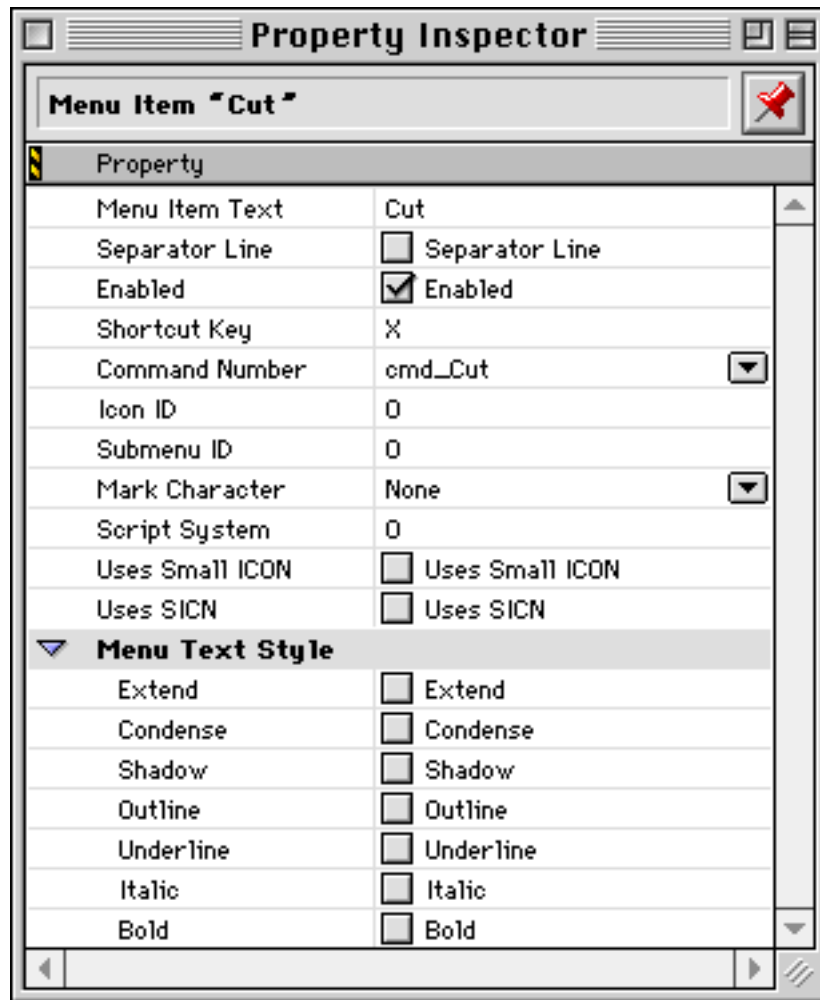 Property Inspector
Menu Item "Cut"
Property
Menu Item Text Cut
Separator Line Separator Line
Enabled Enabled
Shortcut Key X
Command Number cmd_Cut
Icon ID 0
Submenu ID 0
Mark Character None
Script System 0
Uses Small ICON Uses Small ICON
Uses SICN Uses SICN
Menu Text Style
Extend Extend
Condense Condense
Shadow Shadow
Outline Outline
Underline Underline
Italic Italic
Bold Bold